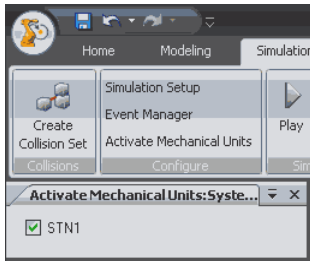 Home Modeling Simulation
Simulation Setup
Event Manager
Activate Mechanical Units
Create
Collision Set
Play
Collisions Configure
Activate Mechanical Units:Syste...
STN1